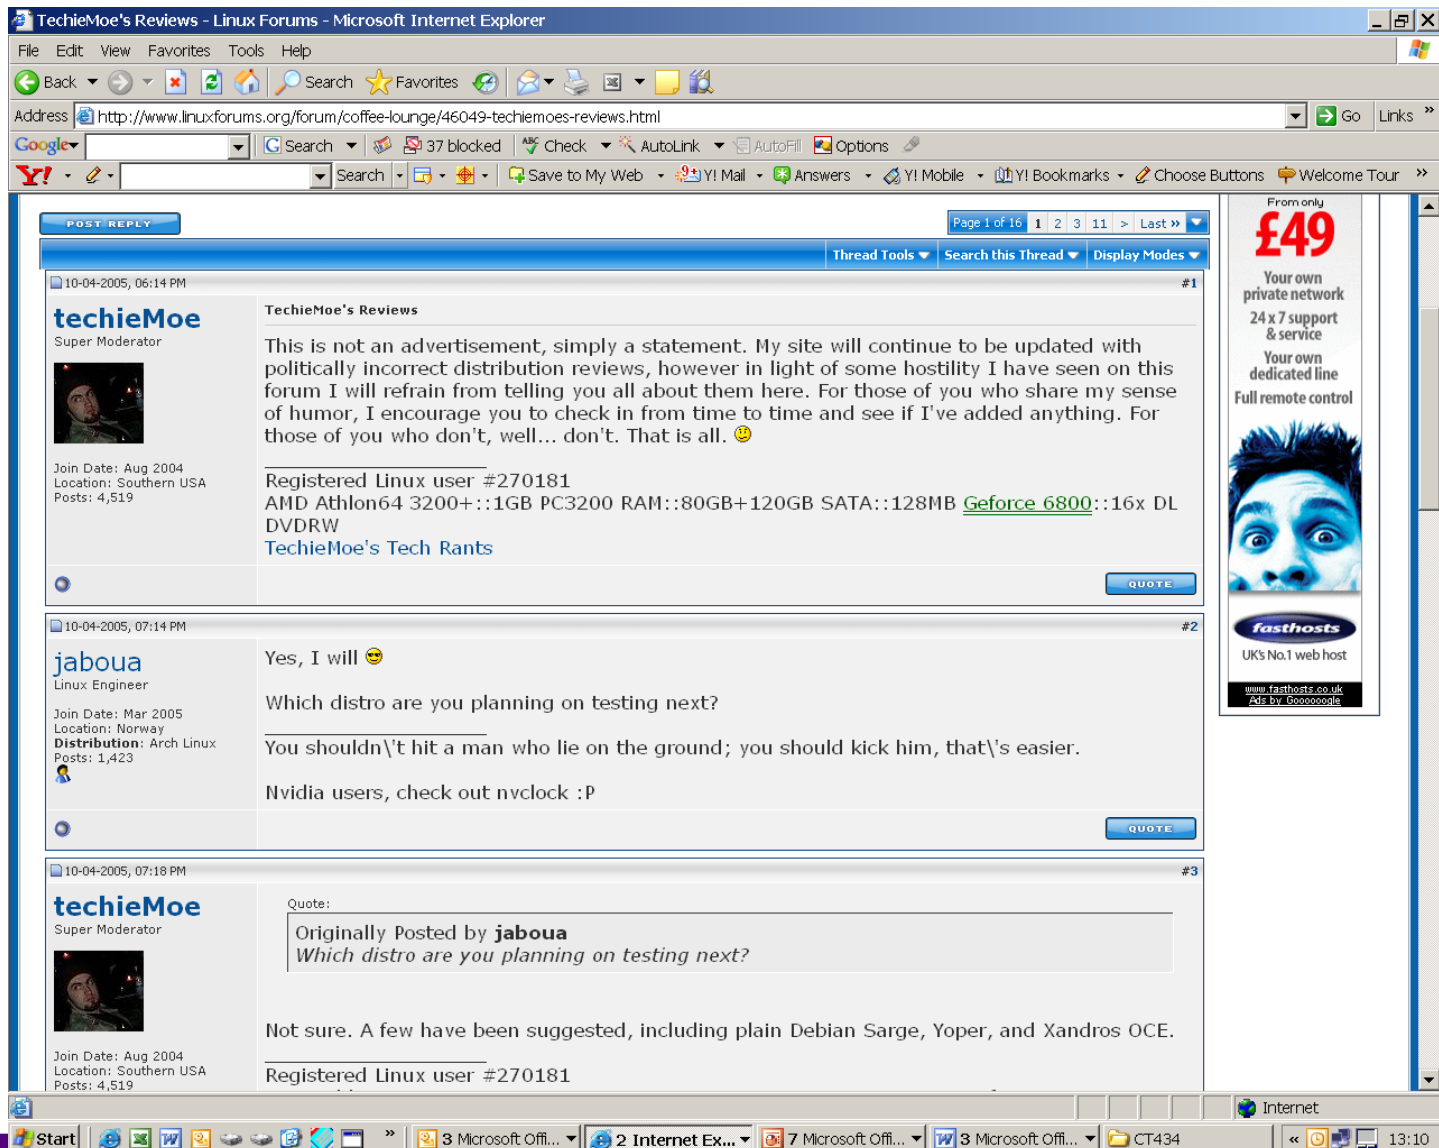 TechieMoe's Reviews - Linux Forums - Microsoft Internet Explorer
File Edit View Favorites Tools Help
Back Search Favorites
Address http://www.linuxforums.org/forum/coffee-lounge/46049-techiemoes-reviews.html Go Links »
Google G Search 37 blocked ABC Check AutoLink AutoFill Options
Y! Search Save to My Web Y! Mail Answers Y! Mobile Y! Bookmarks Choose Buttons Welcome Tour »
POST REPLY
Page 1 of 16 1 2 3 11 > Last »
Thread Tools Search this Thread Display Modes
10-04-2005, 06:14 PM #1
techieMoe
Super Moderator
Join Date: Aug 2004
Location: Southern USA
Posts: 4,519
TechieMoe's Reviews
This is not an advertisement, simply a statement. My site will continue to be updated with
politically incorrect distribution reviews, however in light of some hostility I have seen on this
forum I will refrain from telling you all about them here. For those of you who share my sense
of humor, I encourage you to check in from time to time and see if I've added anything. For
those of you who don't, well... don't. That is all.
Registered Linux user #270181
AMD Athlon64 3200+::1GB PC3200 RAM::80GB+120GB SATA::128MB Geforce 6800::16x DL
DVDRW
TechieMoe's Tech Rants
QUOTE
10-04-2005, 07:14 PM #2
jaboua
Linux Engineer
Join Date: Mar 2005
Location: Norway
Distribution: Arch Linux
Posts: 1,423
Yes, I will
Which distro are you planning on testing next?
You shouldn\'t hit a man who lie on the ground; you should kick him, that\'s easier.
Nvidia users, check out nvclock :P
QUOTE
10-04-2005, 07:18 PM #3
techieMoe
Super Moderator
Join Date: Aug 2004
Location: Southern USA
Posts: 4,519
Quote:
Originally Posted by jaboua
Which distro are you planning on testing next?
Not sure. A few have been suggested, including plain Debian Sarge, Yoper, and Xandros OCE.
Registered Linux user #270181
From only
£49
Your own
private network
24 x 7 support
& service
Your own
dedicated line
Full remote control
fasthosts
UK's No.1 web host
www.fasthosts.co.uk
Ads by Goooooogle
Internet
Start » 3 Microsoft Offi... 2 Internet Ex... 7 Microsoft Offi... 3 Microsoft Offi... CT434 « 13:10